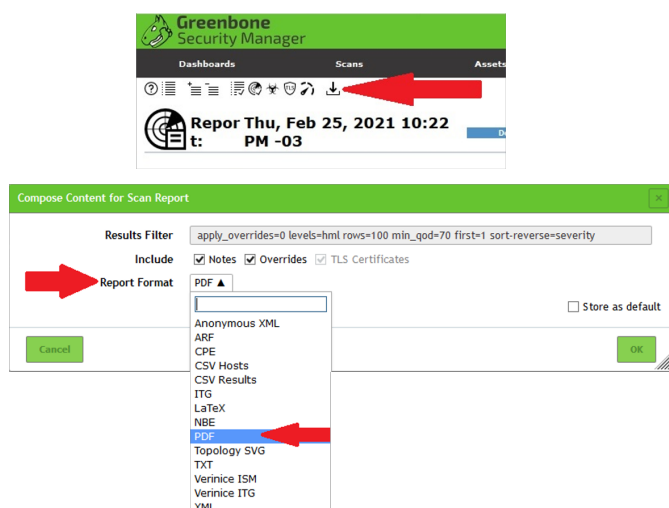 Greenbone
Security Manager
Dashboards Scans Assets
Repor Thu, Feb 25, 2021 10:22
t: PM -03
Compose Content for Scan Report
Results Filter apply_overrides=0 levels=hml rows=100 min_qod=70 first=1 sort-reverse=severity
Include Notes Overrides TLS Certificates
Report Format PDF ▲
Store as default
Anonymous XML
ARF
CPE
CSV Hosts
CSV Results
ITG
LaTeX
NBE
PDF
Topology SVG
TXT
Verinice ISM
Verinice ITG
XML
Cancel OK